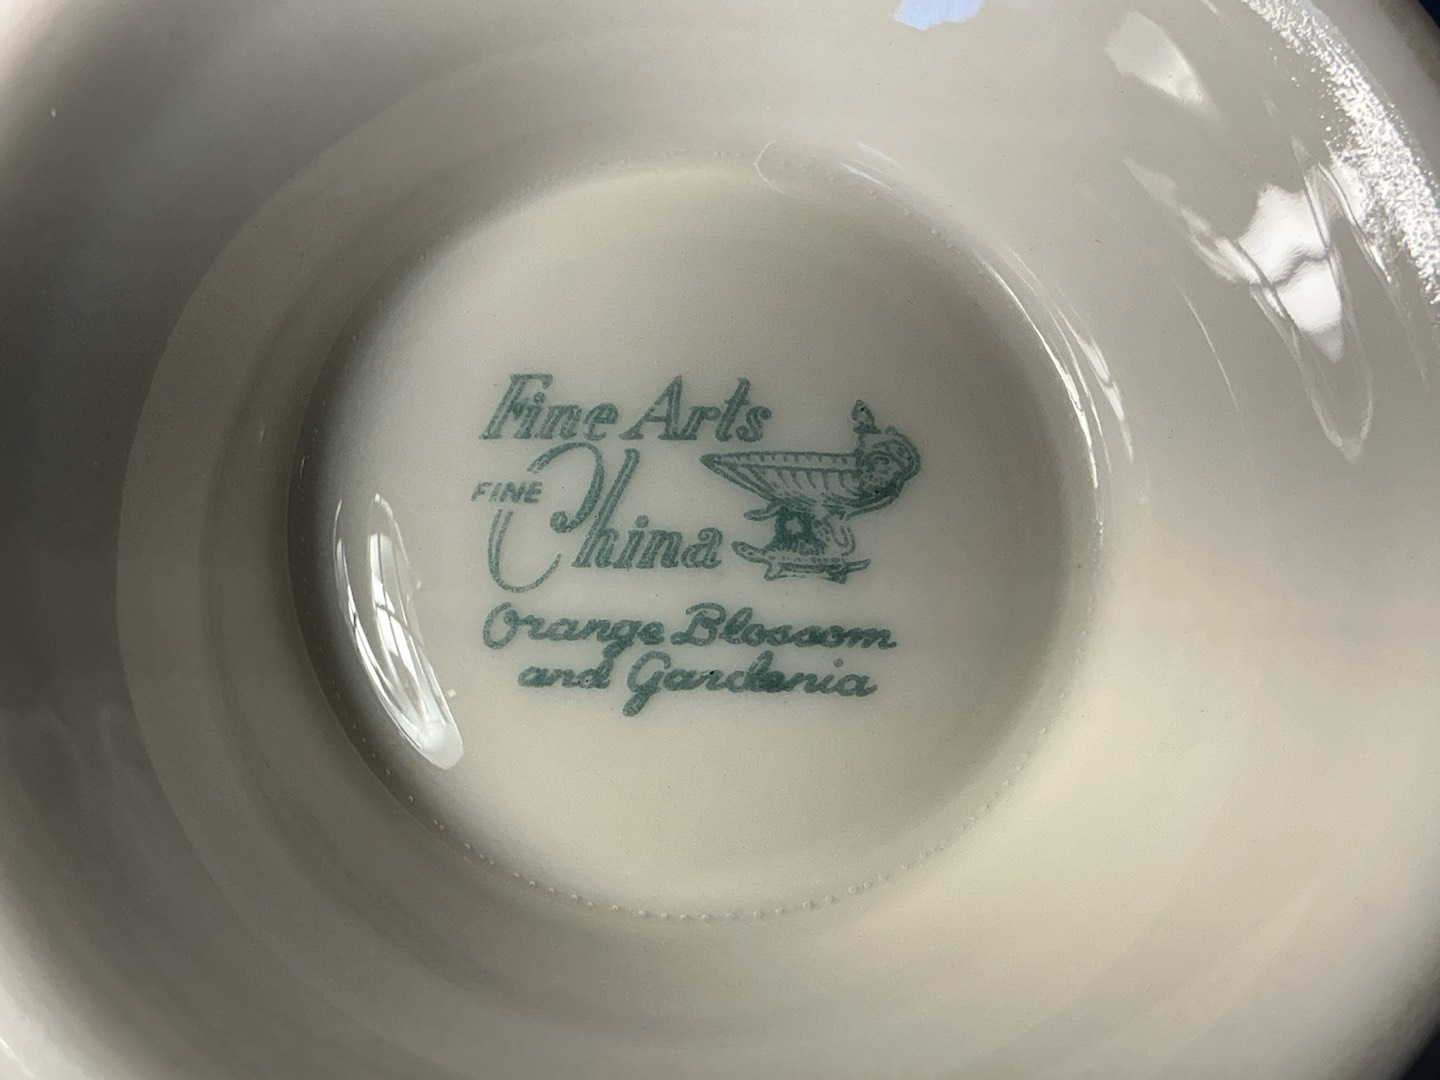 Fine Arts
FINE
China
Orange Blossom
and Gardenia